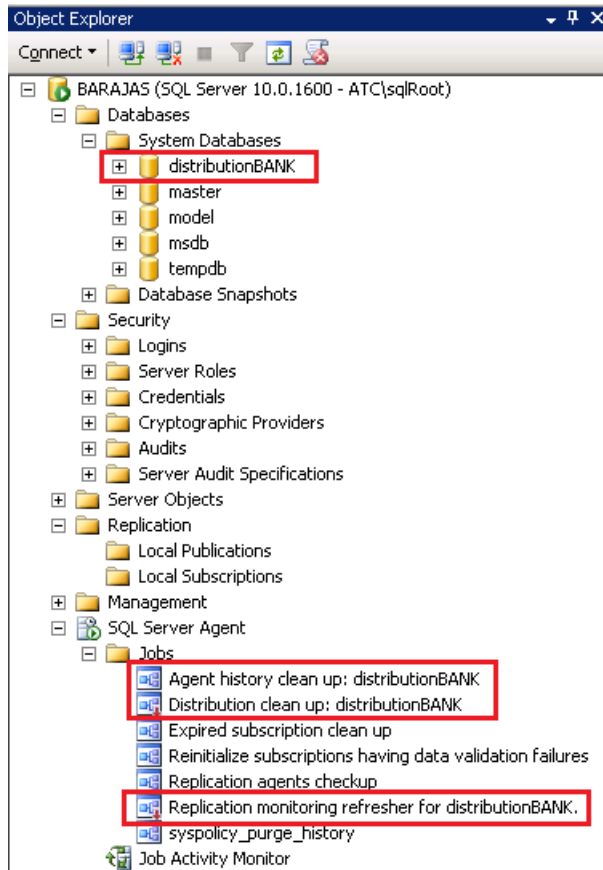 Object Explorer
Connect
BARAJAS (SQL Server 10.0.1600 - ATC\sqlRoot)
Databases
System Databases
distributionBANK
master
model
msdb
tempdb
Database Snapshots
Security
Logins
Server Roles
Credentials
Cryptographic Providers
Audits
Server Audit Specifications
Server Objects
Replication
Local Publications
Local Subscriptions
Management
SQL Server Agent
Jobs
Agent history clean up: distributionBANK
Distribution clean up: distributionBANK
Expired subscription clean up
Reinitialize subscriptions having data validation failures
Replication agents checkup
Replication monitoring refresher for distributionBANK.
syspolicy_purge_history
Job Activity Monitor